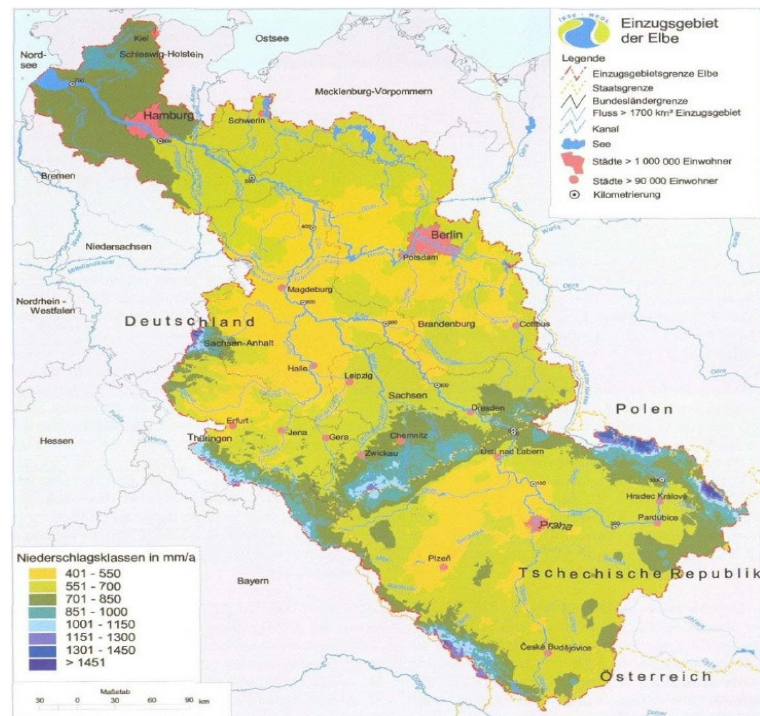 Kiel
Schleswig-Holstein
Ostsee
Nord-
see
Mecklenburg-Vorpommern
Hamburg
Schwerin
Bremen
Niedersachsen
Mittellandkanal
Berlin
Potsdam
Magdeburg
Nordrhein -
Westfalen
Deutschland
Sachsen-Anhalt
Brandenburg
Cottbus
Halle
Leipzig
Sachsen
Dresden
Polen
Hessen
Erfurt
Thüringen
Jena
Gera
Chemnitz
Zwickau
Ústí nad Labem
Hradec Králové
Pardubice
Praha
Plzeň
Tschechische Republik
Bayern
České Budějovice
Österreich
Einzugsgebiet
der Elbe
Legende
Einzugsgebietsgrenze Elbe
Staatsgrenze
Bundesländergrenze
Fluss > 1700 km² Einzugsgebiet
Kanal
See
Städte > 1 000 000 Einwohner
Städte > 90 000 Einwohner
Kilometrierung
Niederschlagsklassen in mm/a
401 - 550
551 - 700
701 - 850
851 - 1000
1001 - 1150
1151 - 1300
1301 - 1450
> 1451
Maßstab
30 0 30 60 90 km